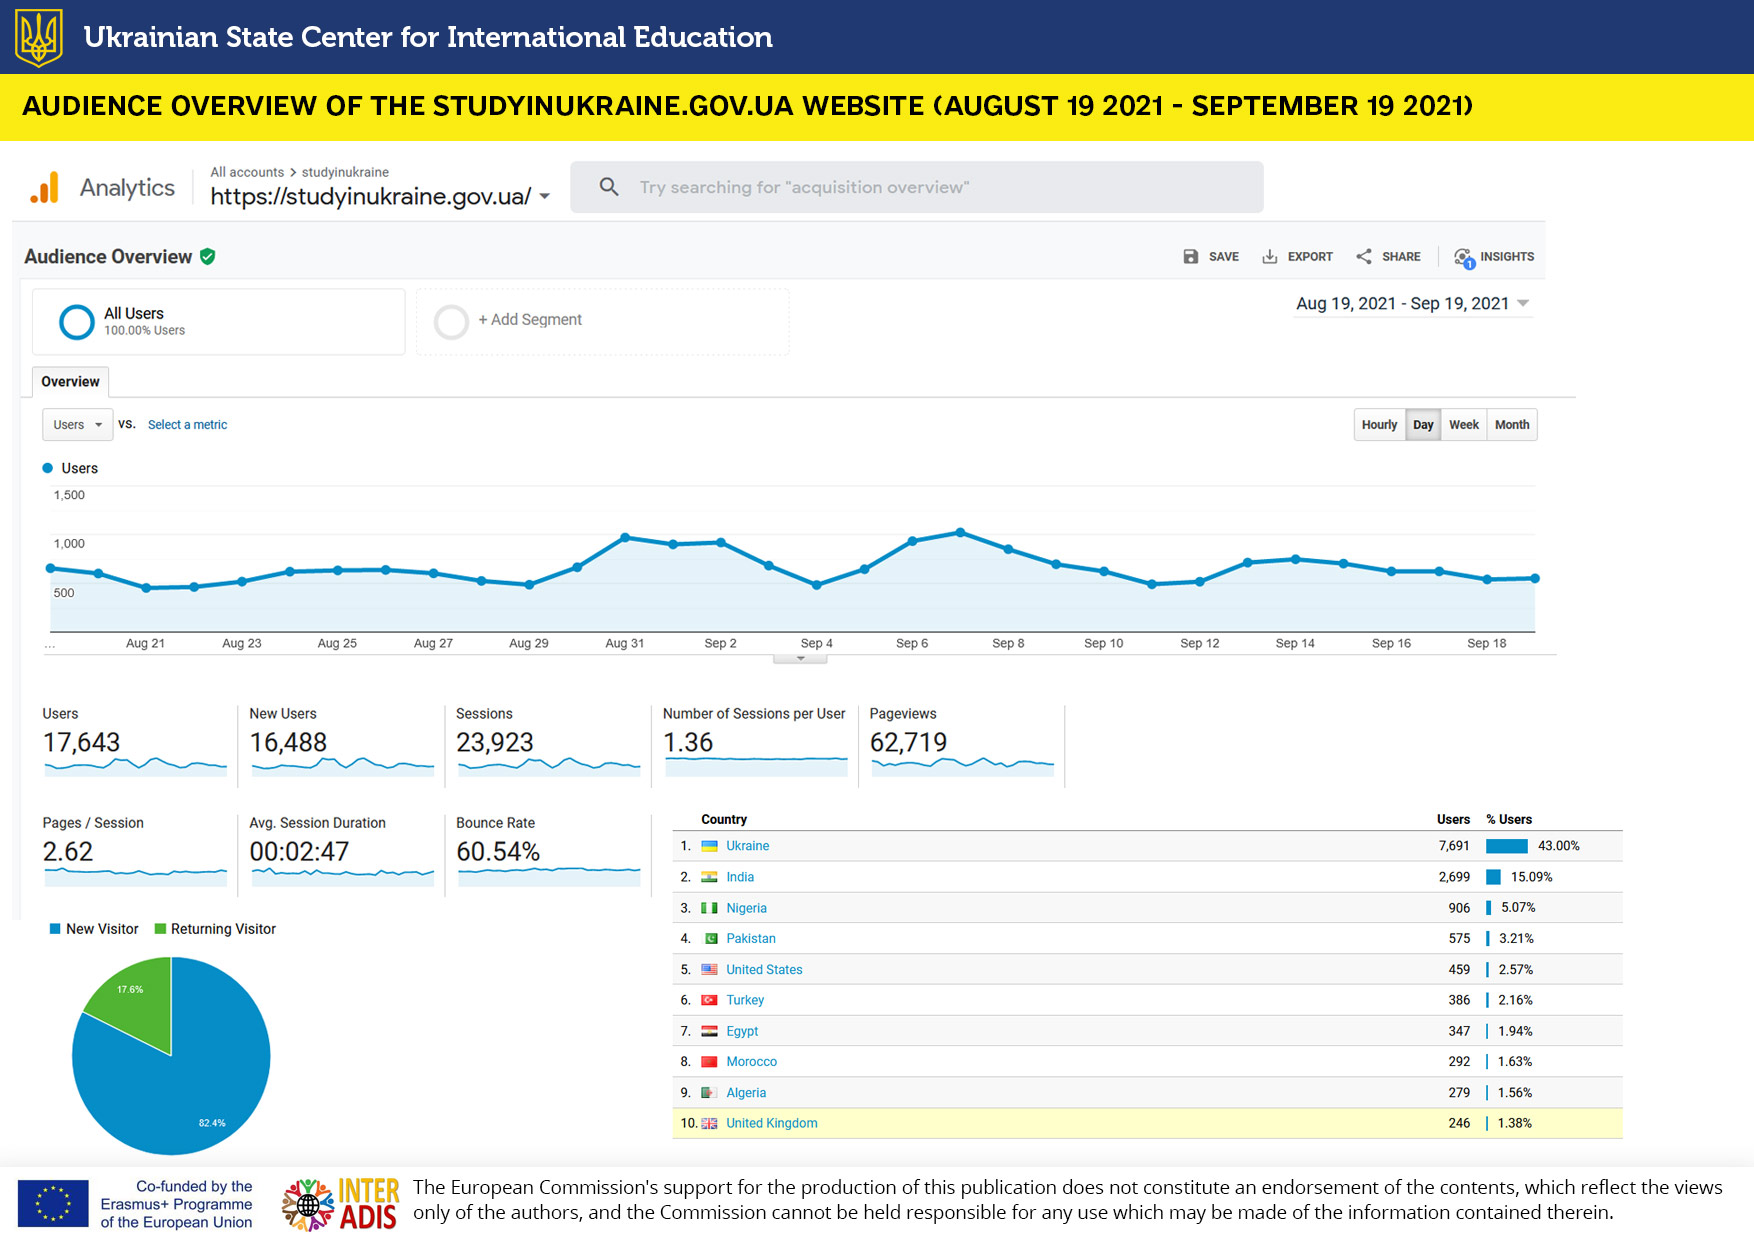 Ukrainian State Center for International Education
AUDIENCE OVERVIEW OF THE STUDYINUKRAINE.GOV.UA WEBSITE (AUGUST 19 2021 - SEPTEMBER 19 2021)
Analytics
All accounts > studyinukraine
https://studyinukraine.gov.ua/
Try searching for "acquisition overview"
Audience Overview
SAVE
EXPORT
SHARE
1
INSIGHTS
All Users
100.00% Users
+ Add Segment
Aug 19, 2021 - Sep 19, 2021
Overview
Users
VS.
Select a metric
Hourly
Day
Week
Month
Users
1,500
1,000
500
...
Aug 21
Aug 23
Aug 25
Aug 27
Aug 29
Aug 31
Sep 2
Sep 4
Sep 6
Sep 8
Sep 10
Sep 12
Sep 14
Sep 16
Sep 18
Users
17,643
New Users
16,488
Sessions
23,923
Number of Sessions per User
1.36
Pageviews
62,719
Pages / Session
2.62
Avg. Session Duration
00:02:47
Bounce Rate
60.54%
New Visitor
Returning Visitor
17.6%
82.4%
Country Users % Users
1. Ukraine 7,691 43.00%
2. India 2,699 15.09%
3. Nigeria 906 5.07%
4. Pakistan 575 3.21%
5. United States 459 2.57%
6. Turkey 386 2.16%
7. Egypt 347 1.94%
8. Morocco 292 1.63%
9. Algeria 279 1.56%
10. United Kingdom 246 1.38%
Co-funded by the
Erasmus+ Programme
of the European Union
INTER
ADIS
The European Commission's support for the production of this publication does not constitute an endorsement of the contents, which reflect the views
only of the authors, and the Commission cannot be held responsible for any use which may be made of the information contained therein.